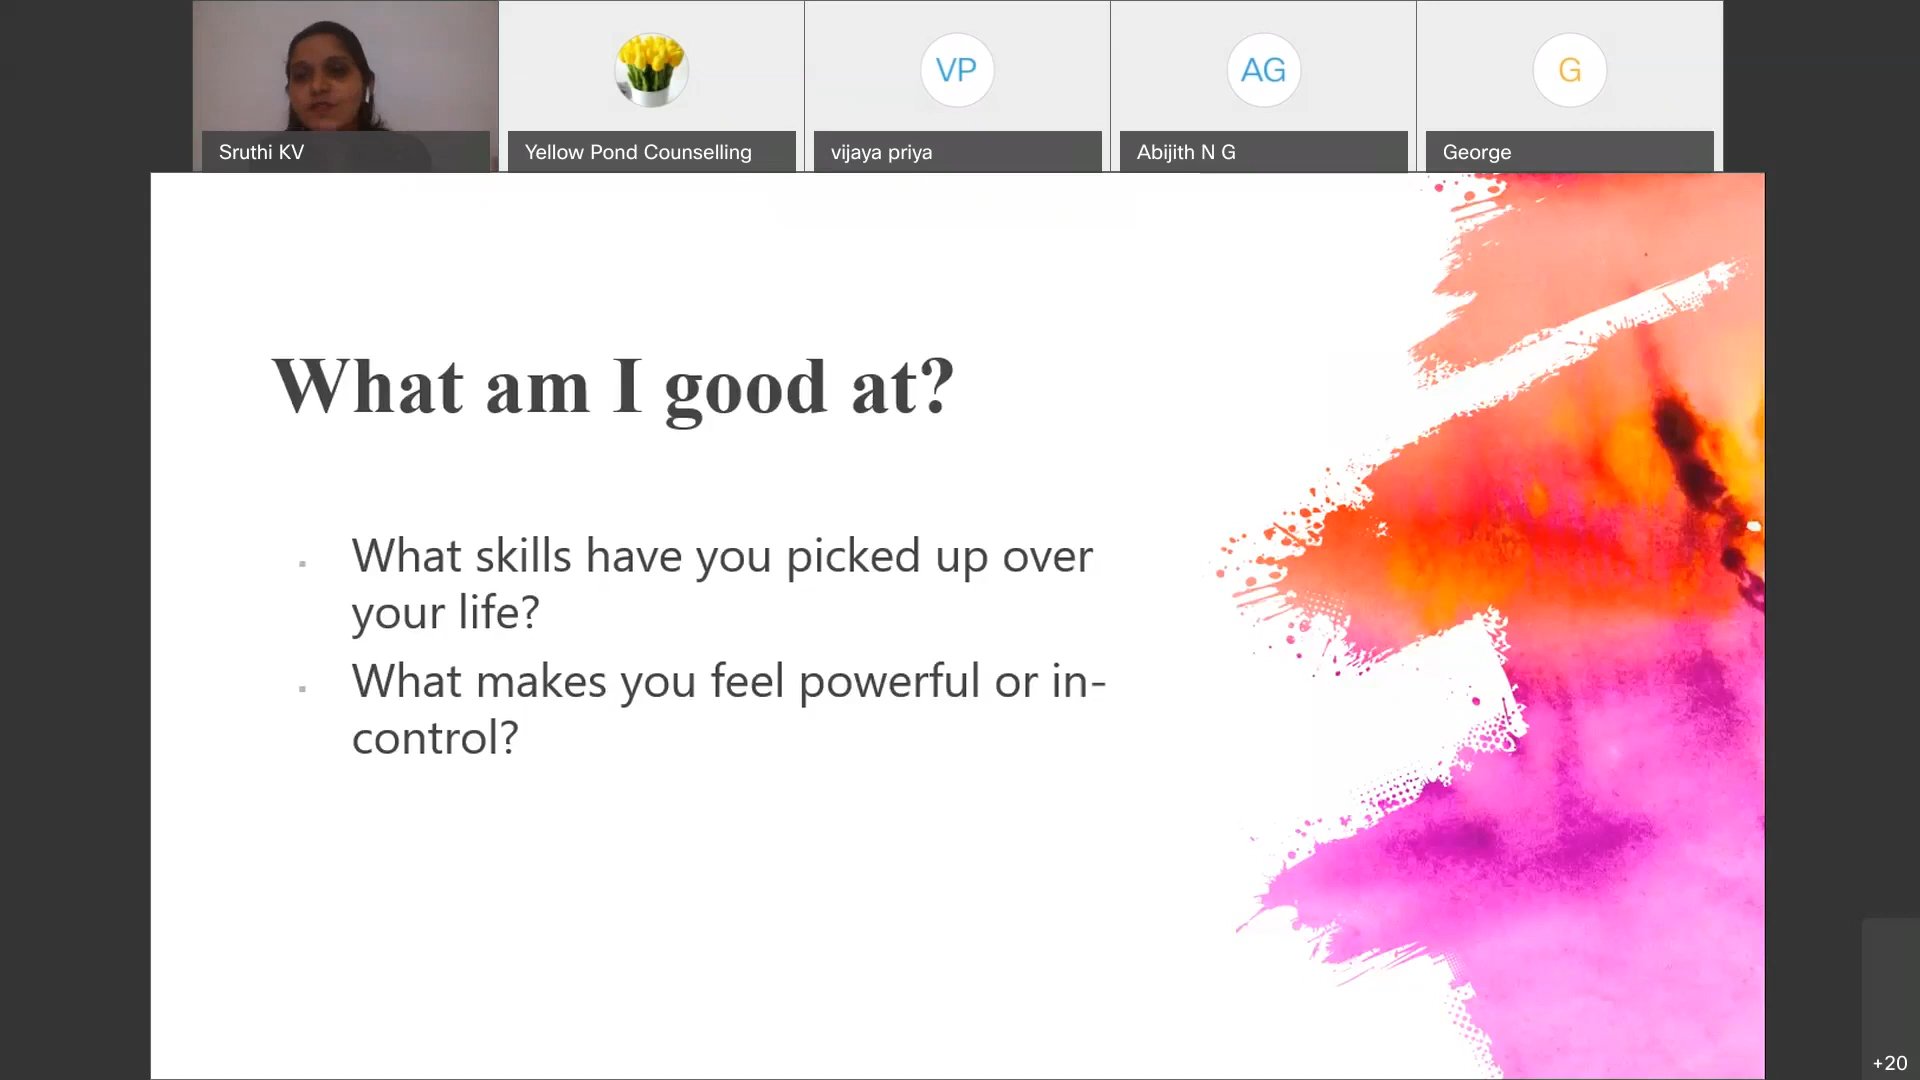 VP
AG
G
Sruthi KV
Yellow Pond Counselling
vijaya priya
Abijith N G
George
What am I good at?
What skills have you picked up over
your life?
What makes you feel powerful or in-
control?
+20